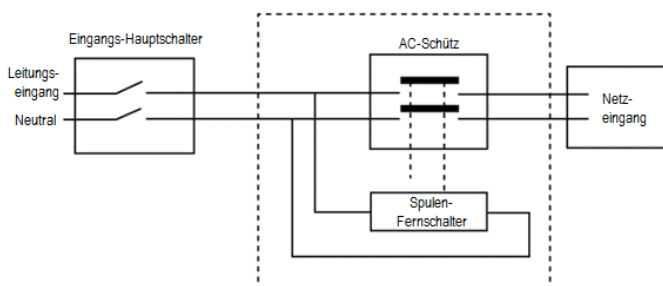 Eingangs-Hauptschalter
AC-Schütz
Leitungs-
eingang
Neutral
Netz-
eingang
Spulen-
Fernschalter